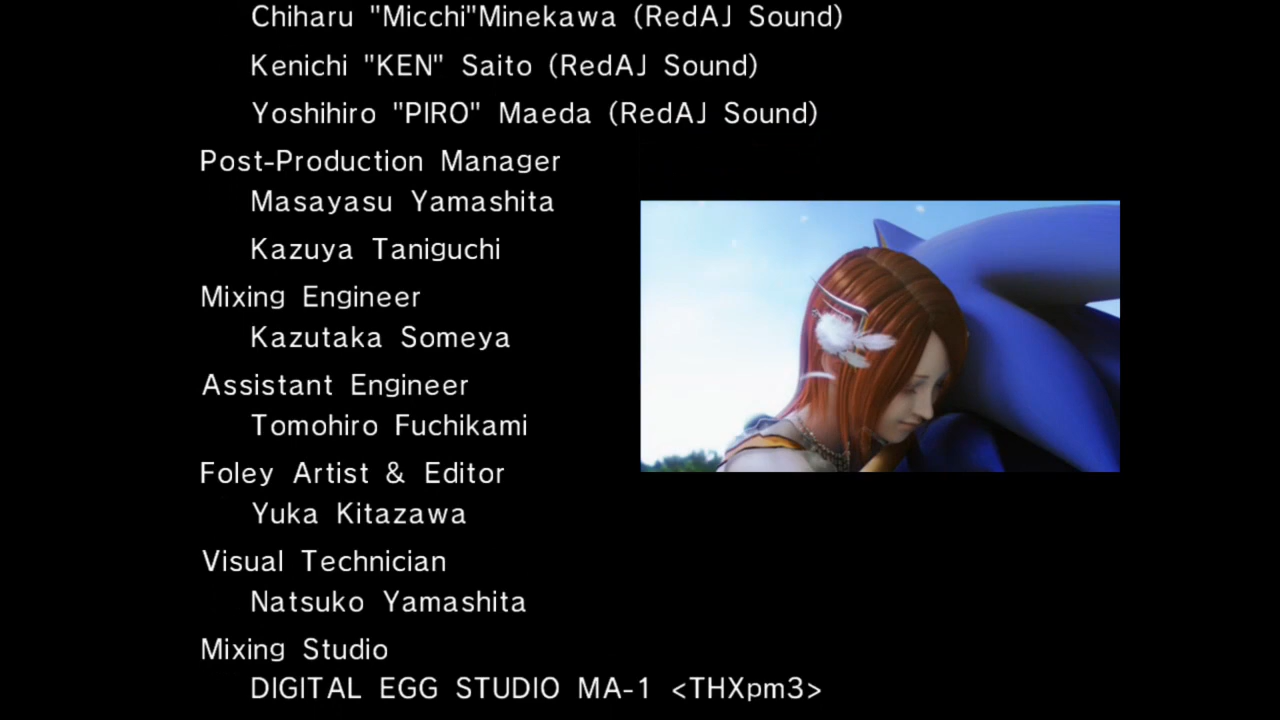 Chiharu "Micchi"Minekawa (RedAJ Sound)
Kenichi "KEN" Saito (RedAJ Sound)
Yoshihiro "PIRO" Maeda (RedAJ Sound)
Post-Production Manager
Masayasu Yamashita
Kazuya Taniguchi
Mixing Engineer
Kazutaka Someya
Assistant Engineer
Tomohiro Fuchikami
Foley Artist & Editor
Yuka Kitazawa
Visual Technician
Natsuko Yamashita
Mixing Studio
DIGITAL EGG STUDIO MA-1 <THXpm3>